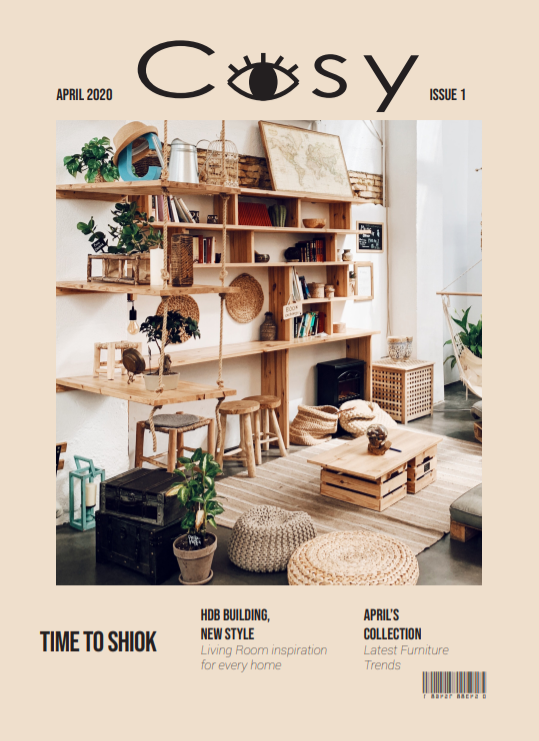 APRIL 2020
Cosy
ISSUE 1
TIME TO SHIOK
HDB BUILDING,
NEW STYLE
Living Room inspiration
for every home
APRIL'S
COLLECTION
Latest Furniture
Trends